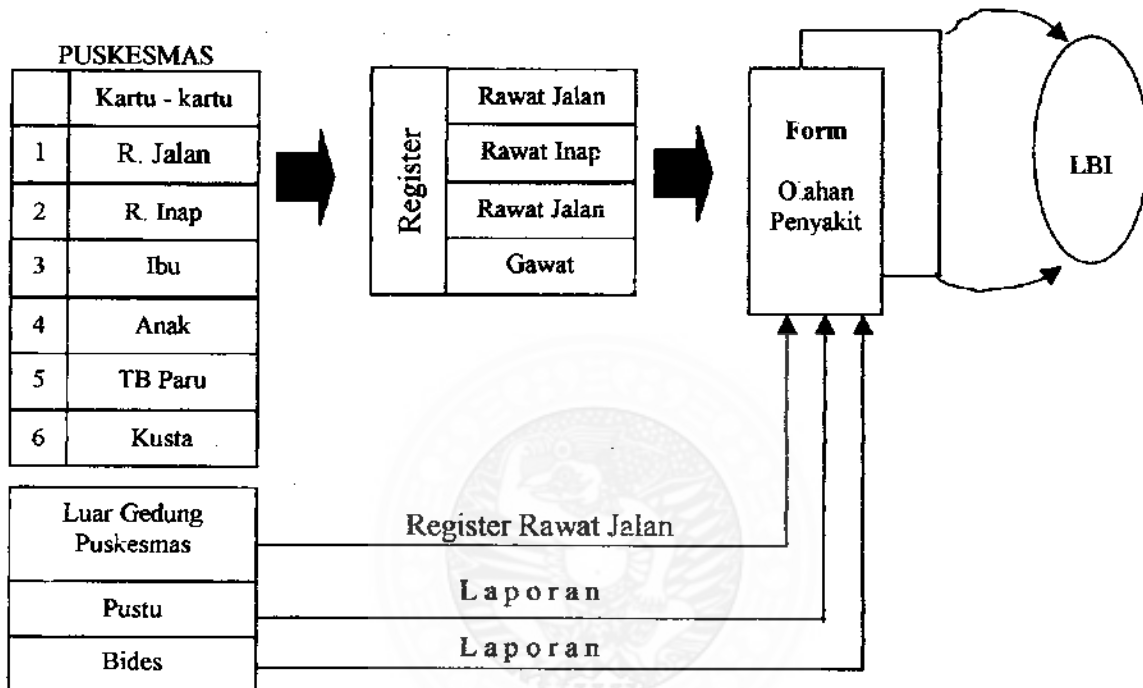 PUSKESMAS
Kartu - kartu
1 R. Jalan
2 R. Inap
3 Ibu
4 Anak
5 TB Paru
6 Kusta
Register
Rawat Jalan
Rawat Inap
Rawat Jalan
Gawat
Form
Olahan
Penyakit
LBI
Luar Gedung
Puskesmas
Register Rawat Jalan
Pustu
Laporan
Bides
Laporan